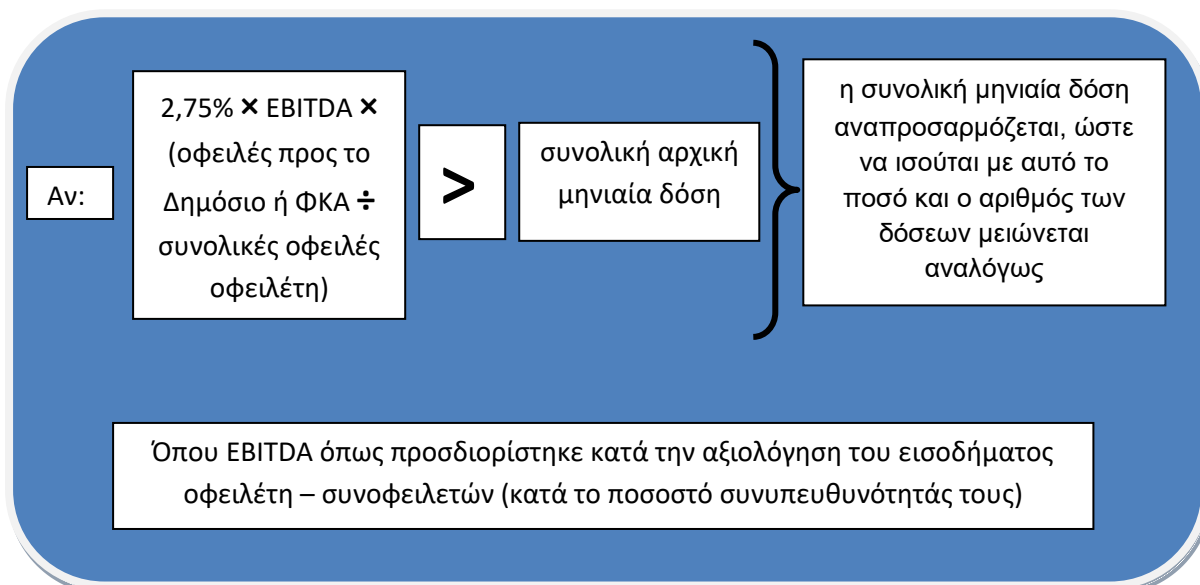 Αν:
2,75% × EBITDA ×
(οφειλές προς το
Δημόσιο ή ΦΚΑ ÷
συνολικές οφειλές
οφειλέτη)
>
συνολική αρχική
μηνιαία δόση
η συνολική μηνιαία δόση
αναπροσαρμόζεται, ώστε
να ισούται με αυτό το
ποσό και ο αριθμός των
δόσεων μειώνεται
αναλόγως
Όπου EBITDA όπως προσδιορίστηκε κατά την αξιολόγηση του εισοδήματος
οφειλέτη – συνοφειλετών (κατά το ποσοστό συνυπευθυνότητάς τους)